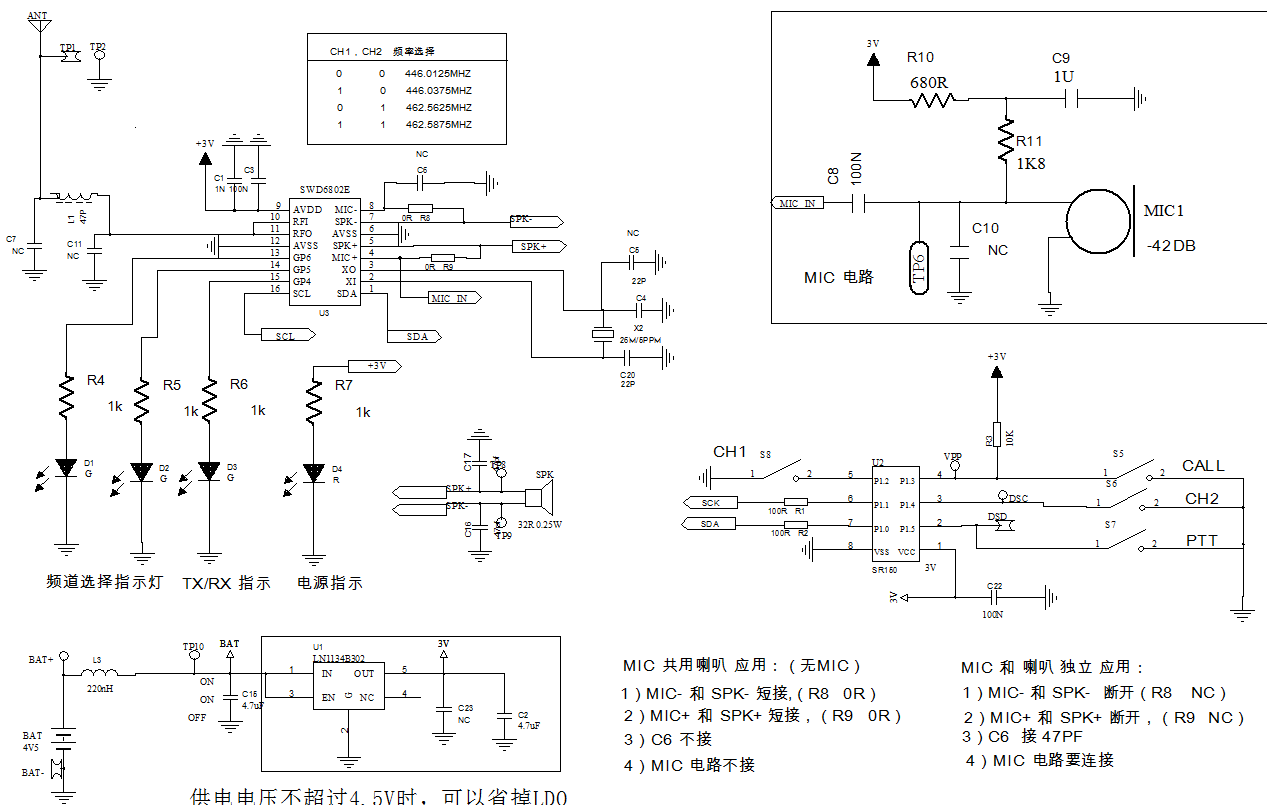 ANT
TP1 TP2
CH1 , CH2 频率选择
0 0 446.0125MHZ
1 0 446.0375MHZ
0 1 462.5625MHZ
1 1 462.5875MHZ
+3V
C1
1N
C3
100N
NC
C6
SWD6802E
9 AVDD MIC- 8
10 RFI SPK- 7
11 RFO AVSS 6
12 AVSS SPK+ 5
13 GP6 MIC+ 4
14 GP5 XO 3
15 GP4 XI 2
16 SCL SDA 1
U3
0R R8
SPK-
SPK+
0R R9
MIC IN
SCL
SDA
L1
47P
C7
NC
C11
NC
NC
C5
22P
C4
X2
26M/5PPM
C20
22P
+3V
R4
1k
R5
1k
R6
1k
R7
1k
D1
G
D2
G
D3
G
D4
R
频道选择指示灯 TX/RX 指示 电源指示
C17
TP8
SPK+
SPK-
SPK
32R 0.25W
C16
TP9
3V
R10
680R
C9
1U
R11
1K8
C8
100N
MIC IN
TP6
C10
NC
MIC1
-42DB
MIC 电路
+3V
R3
10K
CH1
S8
1 2
U2
VPP
5 P1.2 P1.3 4
6 P1.1 P1.4 3
7 P1.0 P1.5 2
8 VSS VCC 1
SR150
3V
SCK
100R R1
SDA
100R R2
DSC
DSD
S5
1 2
CALL
S6
1 2
CH2
S7
1 2
PTT
3V
C22
100N
BAT+
L3
220nH
TP10
BAT
ON
ON
OFF
C15
4.7uF
U1
LN1134B302
1 IN OUT 5
3 EN NC 4
G
2
3V
C23
NC
C2
4.7uF
BAT
4V5
BAT-
供电电压不超过4.5V时，可以省掉LDO
MIC 共用喇叭 应用：(无MIC)
1) MIC- 和 SPK- 短接,(R8 0R)
2) MIC+ 和 SPK+ 短接，(R9 0R)
3) C6 不接
4) MIC 电路不接
MIC 和 喇叭 独立 应用：
1) MIC- 和 SPK- 断开 (R8 NC)
2) MIC+ 和 SPK+ 断开，(R9 NC)
3) C6 接 47PF
4) MIC 电路要连接